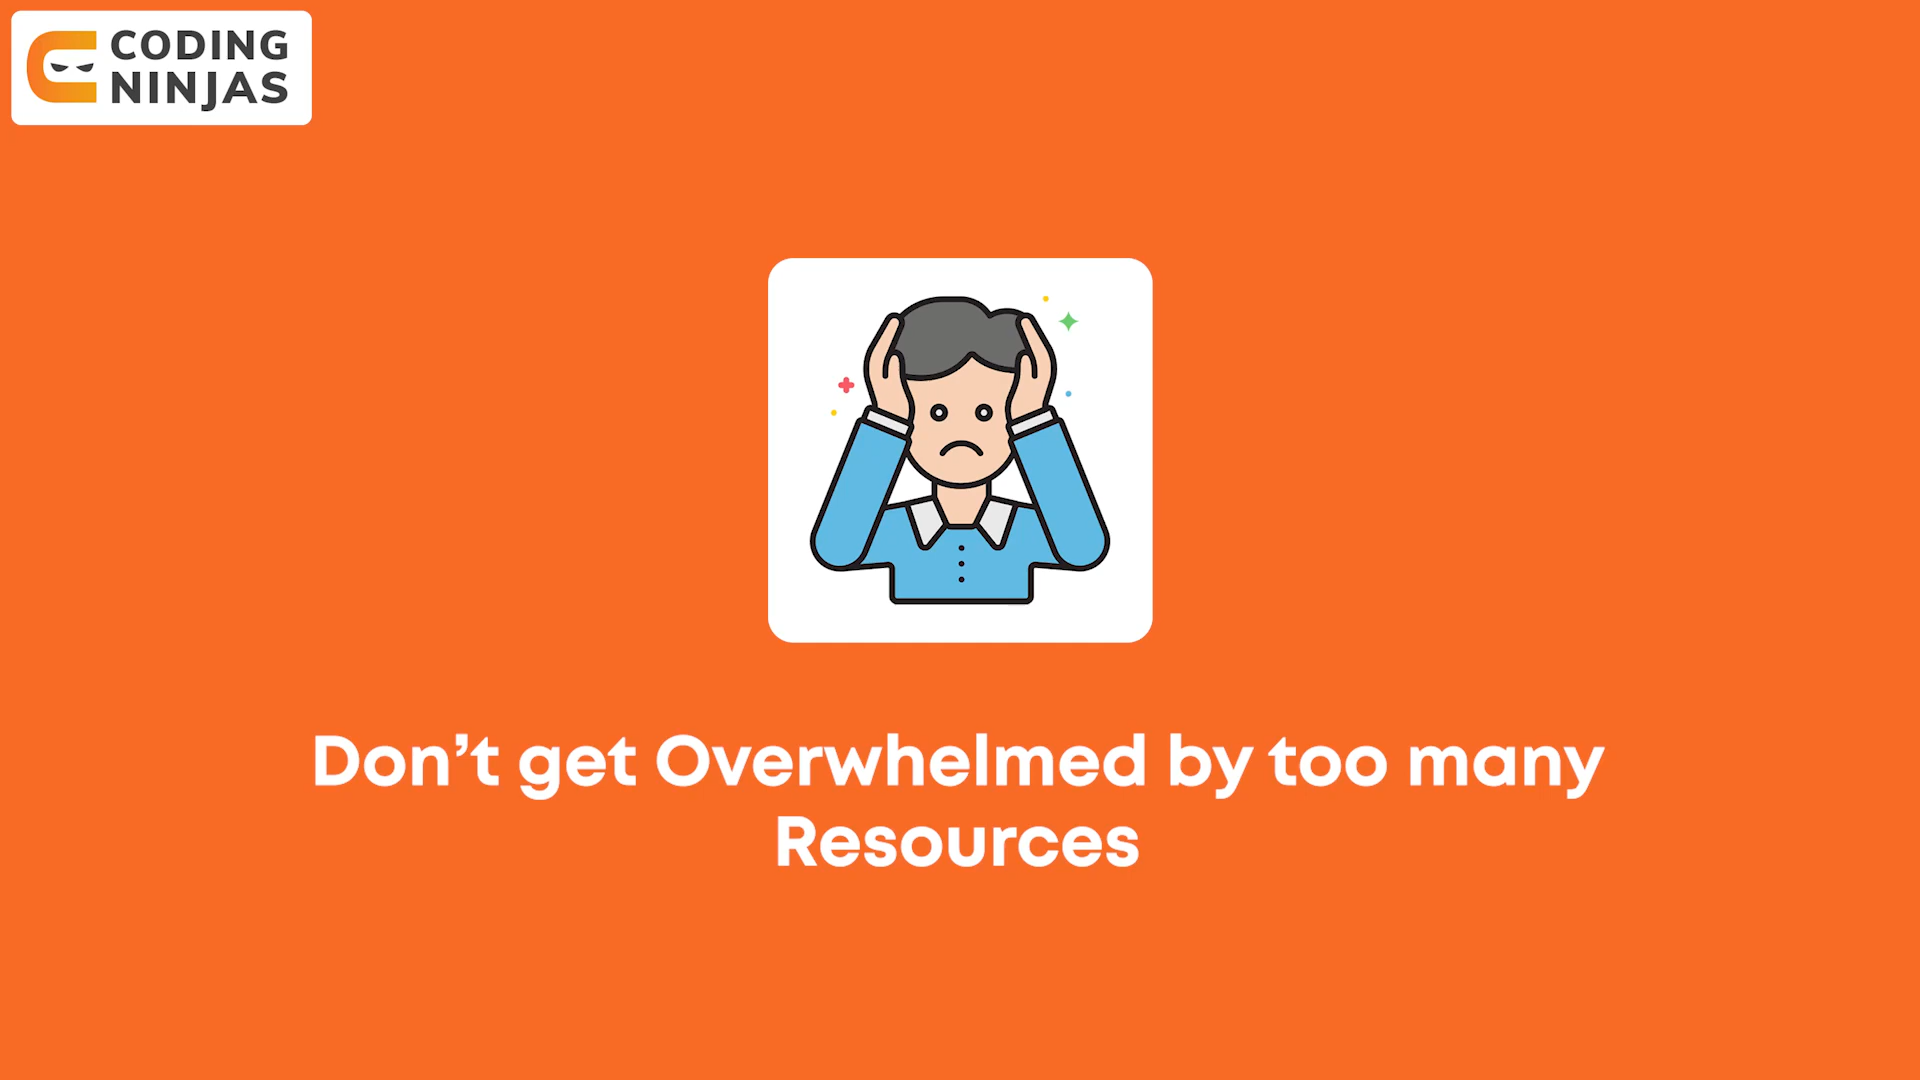 CODING
NINJAS
Don’t get Overwhelmed by too many
Resources